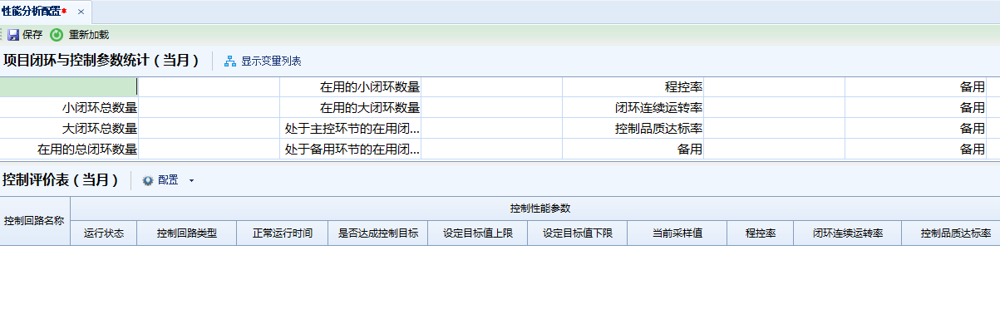 性能分析配置* ×
保存 重新加载
项目闭环与控制参数统计（当月） 显示变量列表
在用的小闭环数量 程控率 备用
小闭环总数量 在用的大闭环数量 闭环连续运转率 备用
大闭环总数量 处于主控环节的在用闭... 控制品质达标率 备用
在用的总闭环数量 处于备用环节的在用闭... 备用 备用
控制评价表（当月） 配置
控制回路名称 控制性能参数
运行状态 控制回路类型 正常运行时间 是否达成控制目标 设定目标值上限 设定目标值下限 当前采样值 程控率 闭环连续运转率 控制品质达标率